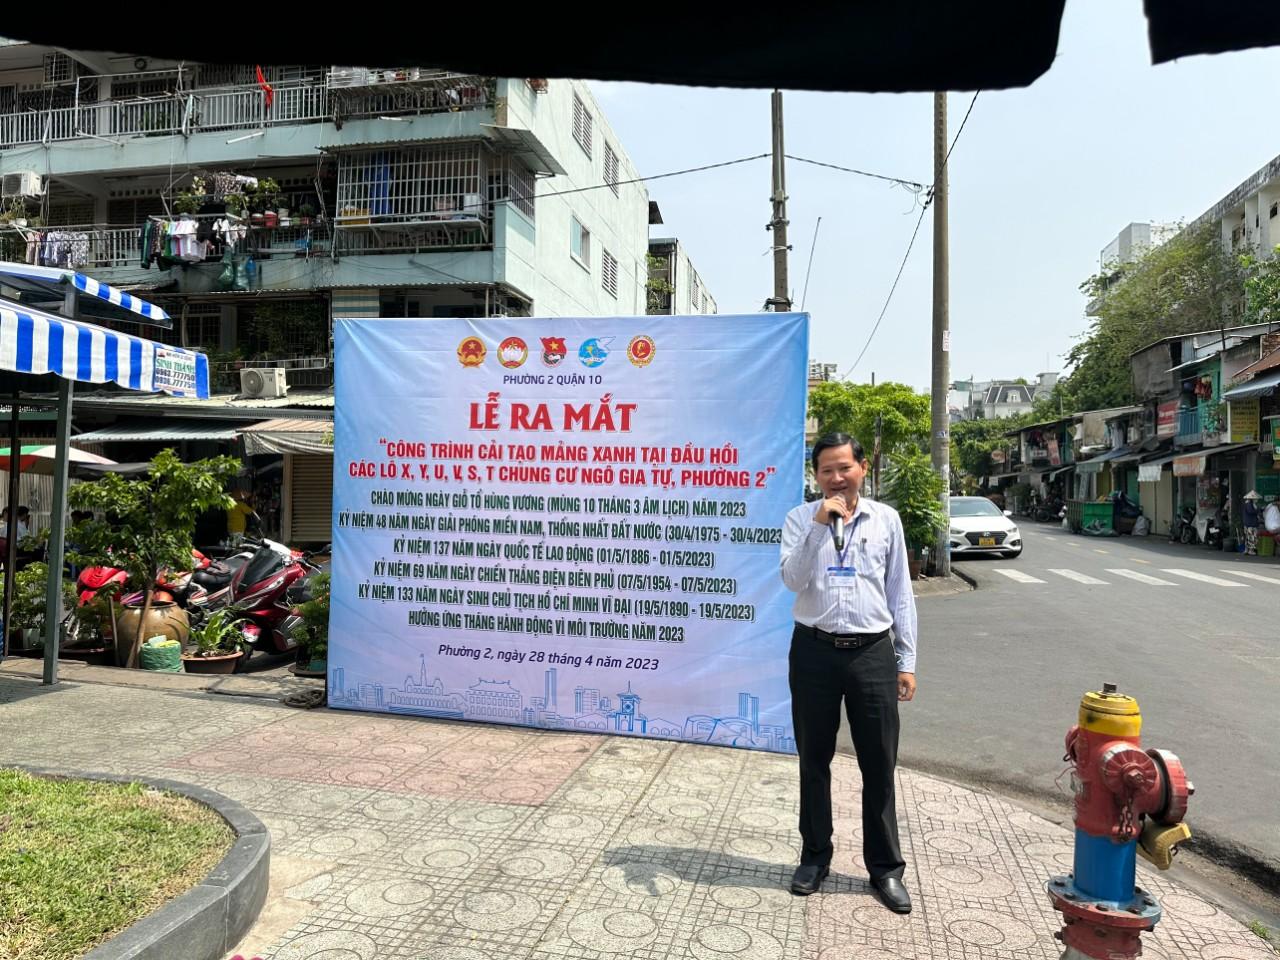 PHƯỜNG 2 QUẬN 10
LỄ RA MẮT
“CÔNG TRÌNH CẢI TẠO MẢNG XANH TẠI ĐẦU HỒI
CÁC LÔ X, Y, U, V, S, T CHUNG CƯ NGÔ GIA TỰ, PHƯỜNG 2”
CHÀO MỪNG NGÀY GIỖ TỔ HÙNG VƯƠNG (MÙNG 10 THÁNG 3 ÂM LỊCH) NĂM 2023
KỶ NIỆM 48 NĂM NGÀY GIẢI PHÓNG MIỀN NAM, THỐNG NHẤT ĐẤT NƯỚC (30/4/1975 - 30/4/2023)
KỶ NIỆM 137 NĂM NGÀY QUỐC TẾ LAO ĐỘNG (01/5/1886 - 01/5/2023)
KỶ NIỆM 69 NĂM NGÀY CHIẾN THẮNG ĐIỆN BIÊN PHỦ (07/5/1954 - 07/5/2023)
KỶ NIỆM 133 NĂM NGÀY SINH CHỦ TỊCH HỒ CHÍ MINH VĨ ĐẠI (19/5/1890 - 19/5/2023)
HƯỞNG ỨNG THÁNG HÀNH ĐỘNG VÌ MÔI TRƯỜNG NĂM 2023
Phường 2, ngày 28 tháng 4 năm 2023
SINH THÀNH